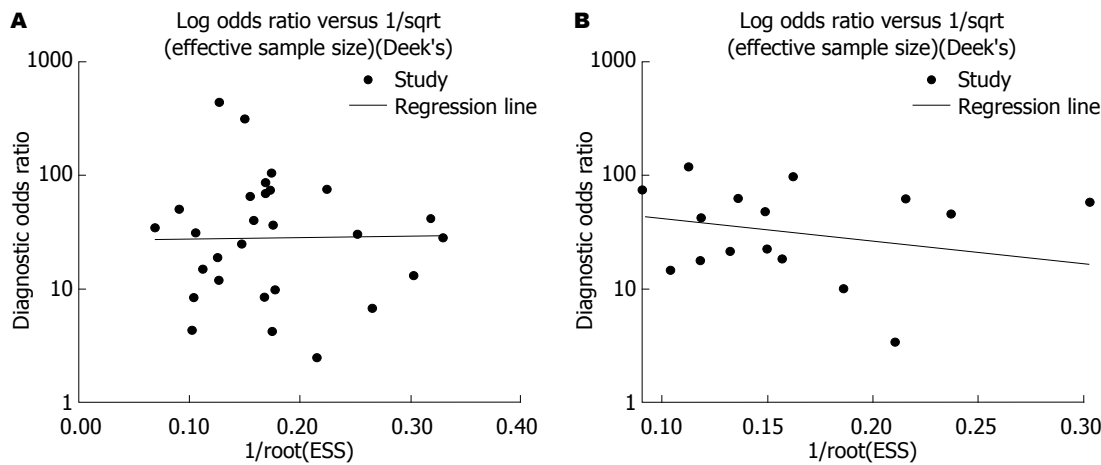 A
Log odds ratio versus 1/sqrt
(effective sample size)(Deek's)
1000
100
10
1
Diagnostic odds ratio
Study
Regression line
0.00 0.10 0.20 0.30 0.40
1/root(ESS)
B
Log odds ratio versus 1/sqrt
(effective sample size)(Deek's)
1000
100
10
1
Diagnostic odds ratio
Study
Regression line
0.10 0.15 0.20 0.25 0.30
1/root(ESS)